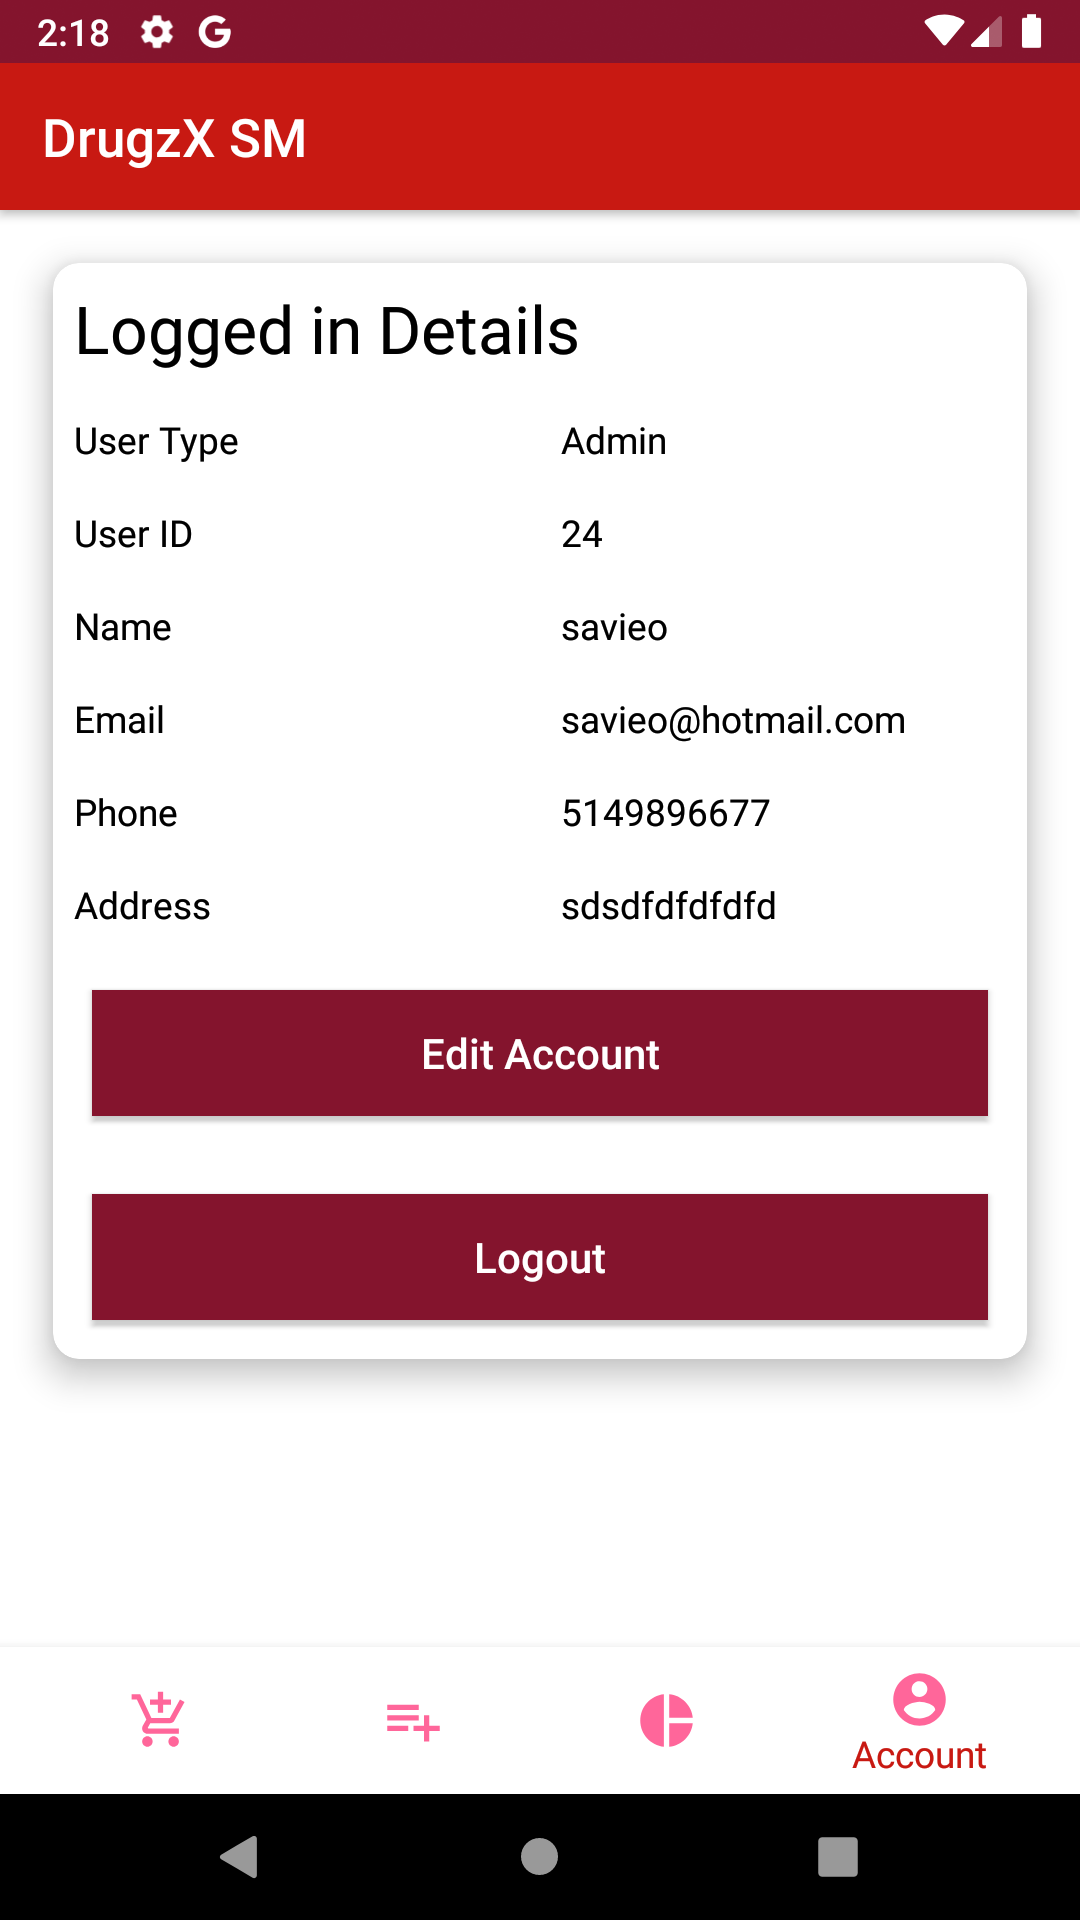 2:18
DrugzX SM
Logged in Details
User Type Admin
User ID 24
Name savieo
Email savieo@hotmail.com
Phone 5149896677
Address sdsdfdfdfdfd
Edit Account
Logout
Account